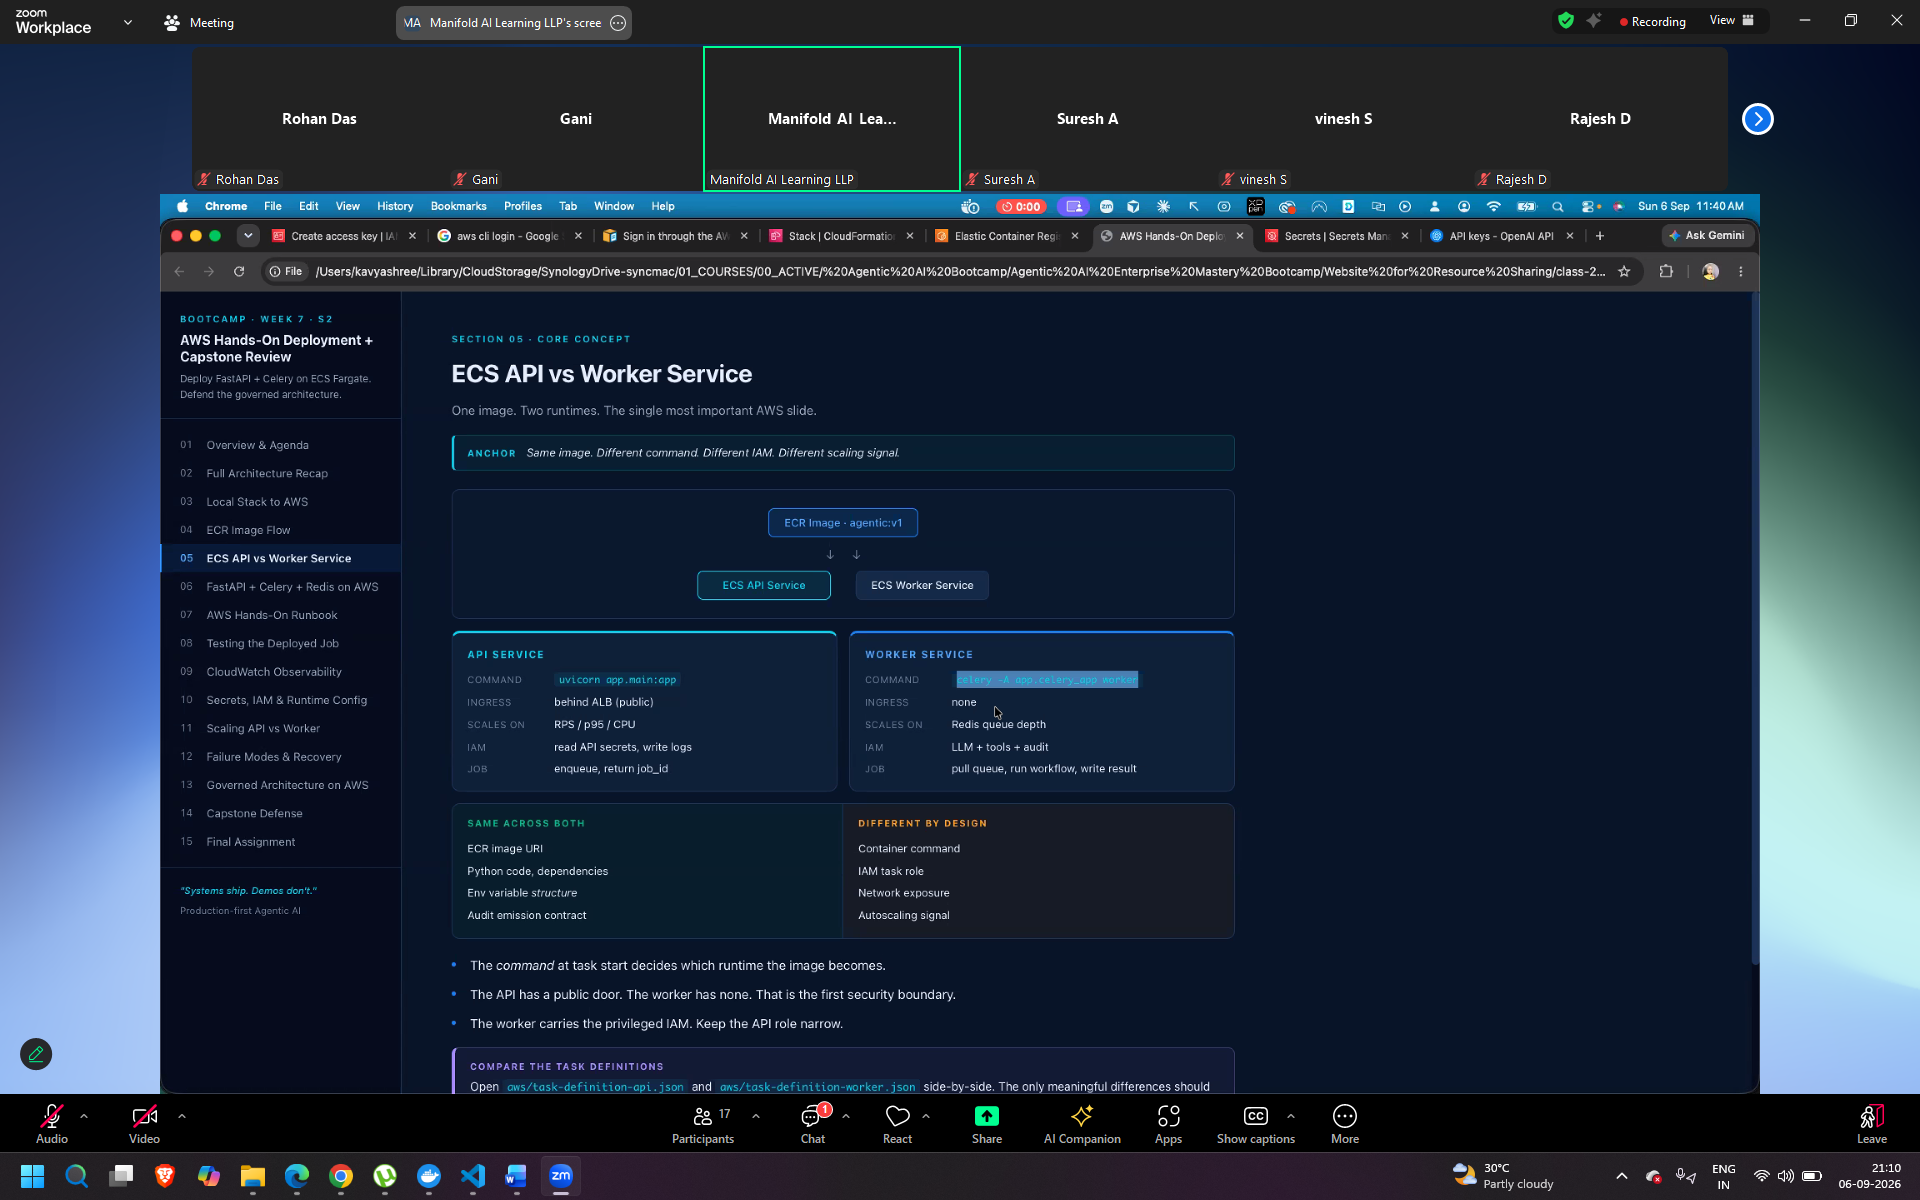 zoom
Workplace
Meeting
MA Manifold AI Learning LLP's scree
Recording
View
Rohan Das
Gani
Manifold AI Lea...
Suresh A
vinesh S
Rajesh D
Rohan Das
Gani
Manifold AI Learning LLP
Suresh A
vinesh S
Rajesh D
Chrome File Edit View History Bookmarks Profiles Tab Window Help
0:00
Sun 6 Sep 11:40 AM
Create access key | IA
aws cli login - Google
Sign in through the AW
Stack | CloudFormatio
Elastic Container Regi
AWS Hands-On Deplo
Secrets | Secrets Man
API keys - OpenAI API
Ask Gemini
File /Users/kavyashree/Library/CloudStorage/SynologyDrive-syncmac/01_COURSES/00_ACTIVE/%20Agentic%20AI%20Bootcamp/Agentic%20AI%20Enterprise%20Mastery%20Bootcamp/Website%20for%20Resource%20Sharing/class-2...
BOOTCAMP · WEEK 7 · S2
AWS Hands-On Deployment +
Capstone Review
Deploy FastAPI + Celery on ECS Fargate.
Defend the governed architecture.
01 Overview & Agenda
02 Full Architecture Recap
03 Local Stack to AWS
04 ECR Image Flow
05 ECS API vs Worker Service
06 FastAPI + Celery + Redis on AWS
07 AWS Hands-On Runbook
08 Testing the Deployed Job
09 CloudWatch Observability
10 Secrets, IAM & Runtime Config
11 Scaling API vs Worker
12 Failure Modes & Recovery
13 Governed Architecture on AWS
14 Capstone Defense
15 Final Assignment
"Systems ship. Demos don't."
Production-first Agentic AI
SECTION 05 · CORE CONCEPT
ECS API vs Worker Service
One image. Two runtimes. The single most important AWS slide.
ANCHOR Same image. Different command. Different IAM. Different scaling signal.
ECR Image · agentic:v1
↓ ↓
ECS API Service
ECS Worker Service
API SERVICE
COMMAND uvicorn app.main:app
INGRESS behind ALB (public)
SCALES ON RPS / p95 / CPU
IAM read API secrets, write logs
JOB enqueue, return job_id
WORKER SERVICE
COMMAND celery -A app.celery_app worker
INGRESS none
SCALES ON Redis queue depth
IAM LLM + tools + audit
JOB pull queue, run workflow, write result
SAME ACROSS BOTH
ECR image URI
Python code, dependencies
Env variable structure
Audit emission contract
DIFFERENT BY DESIGN
Container command
IAM task role
Network exposure
Autoscaling signal
• The command at task start decides which runtime the image becomes.
• The API has a public door. The worker has none. That is the first security boundary.
• The worker carries the privileged IAM. Keep the API role narrow.
COMPARE THE TASK DEFINITIONS
Open aws/task-definition-api.json and aws/task-definition-worker.json side-by-side. The only meaningful differences should
Audio
Video
17
Participants
1
Chat
React
Share
AI Companion
Apps
CC
Show captions
More
Leave
zm
30°C
Partly cloudy
ENG
IN
21:10
06-09-2026